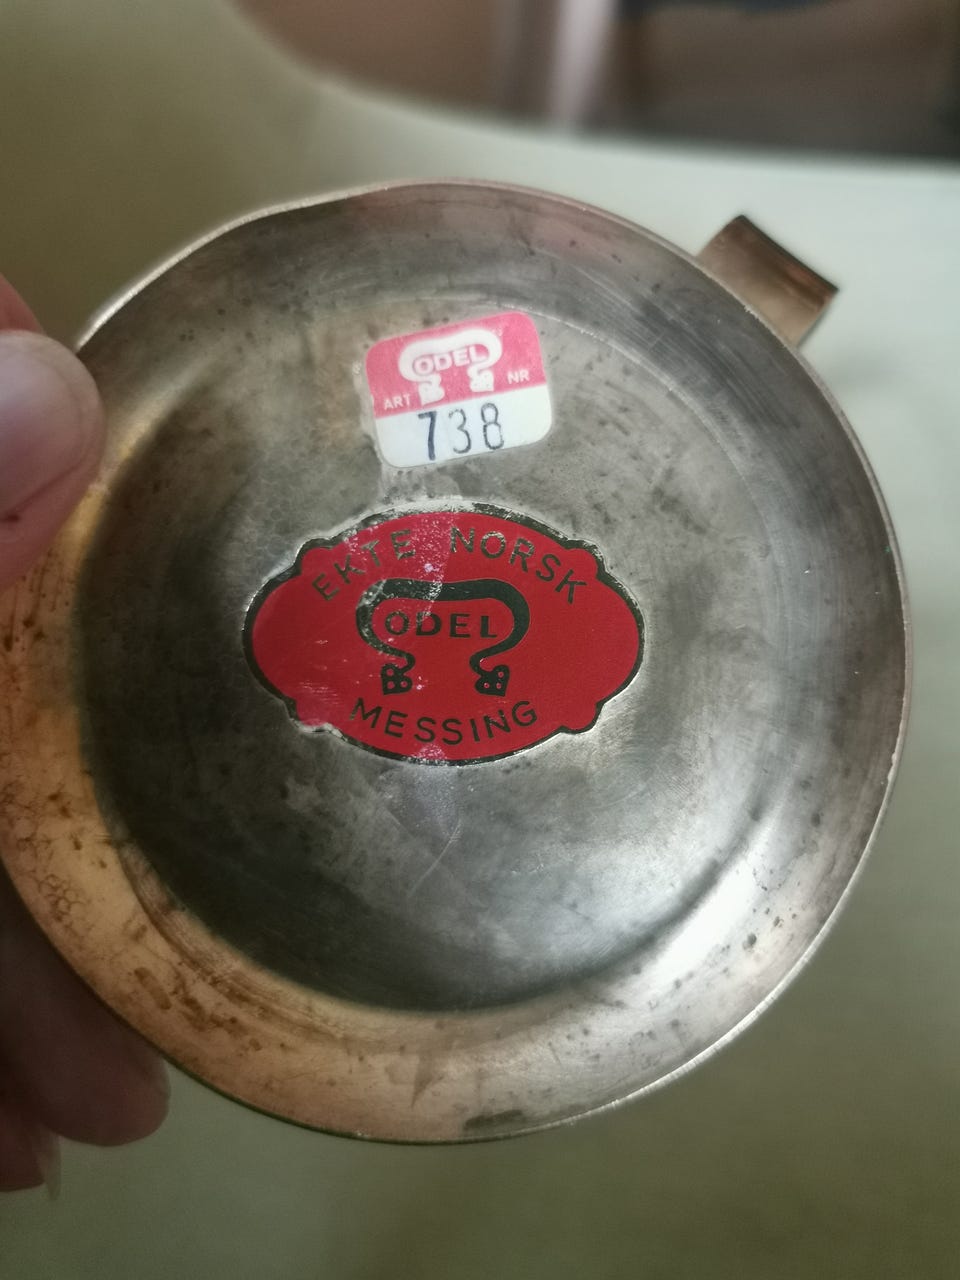 ODEL
ART NR
738
EKTE NORSK
ODEL
MESSING